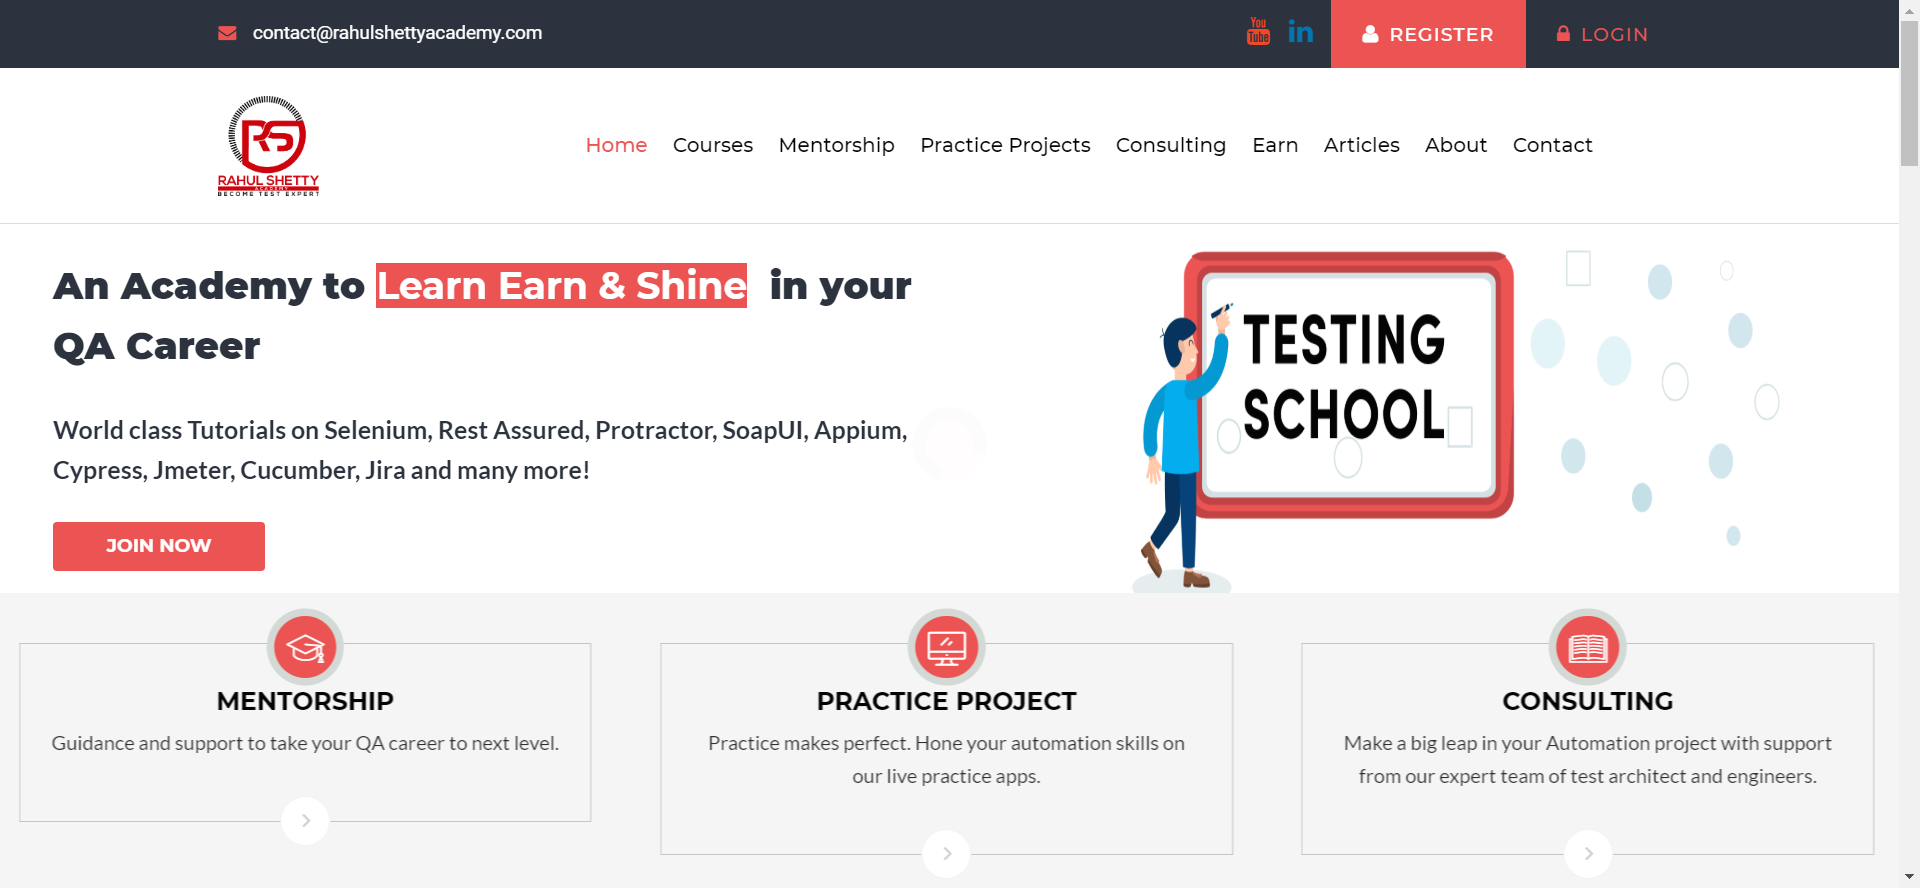 contact@rahulshettyacademy.com
You
Tube
in
REGISTER
LOGIN
RS
RAHUL SHETTY
ACADEMY
BECOME TEST EXPERT
Home
Courses
Mentorship
Practice Projects
Consulting
Earn
Articles
About
Contact
An Academy to Learn Earn & Shine in your
QA Career
World class Tutorials on Selenium, Rest Assured, Protractor, SoapUI, Appium,
Cypress, Jmeter, Cucumber, Jira and many more!
JOIN NOW
TESTING
SCHOOL
MENTORSHIP
Guidance and support to take your QA career to next level.
PRACTICE PROJECT
Practice makes perfect. Hone your automation skills on
our live practice apps.
CONSULTING
Make a big leap in your Automation project with support
from our expert team of test architect and engineers.